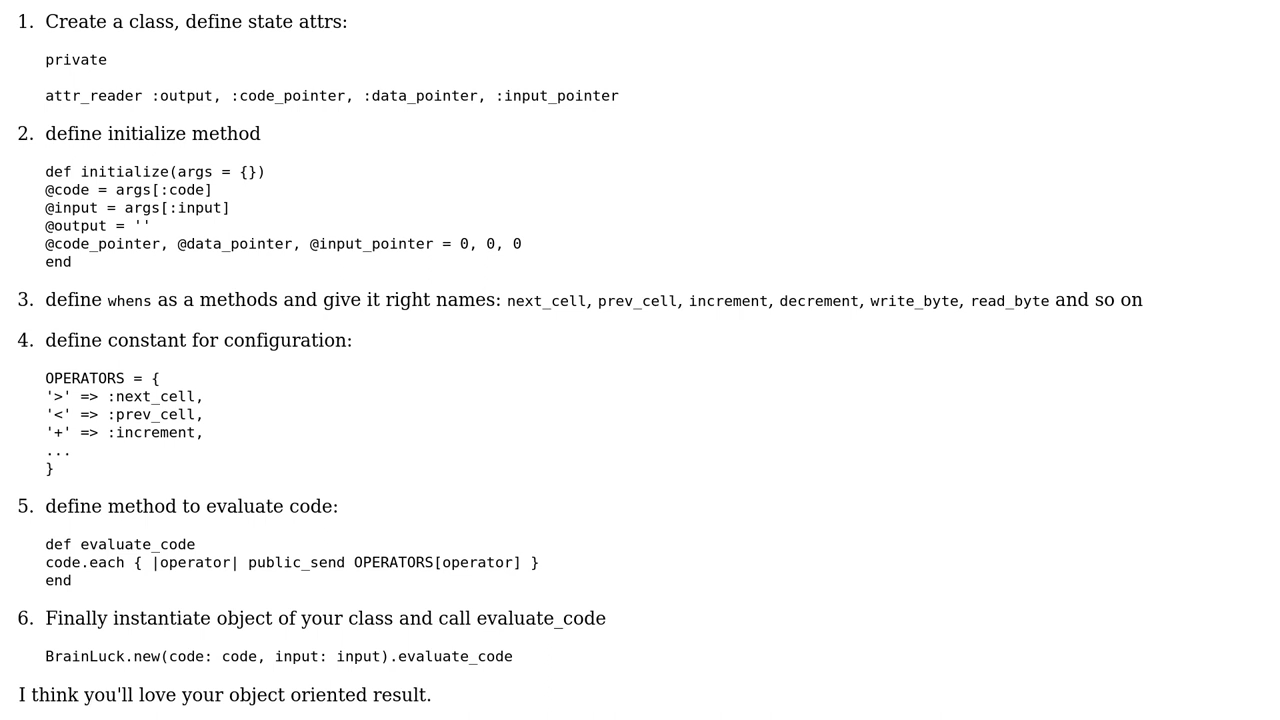 1. Create a class, define state attrs:
private
attr_reader :output, :code_pointer, :data_pointer, :input_pointer
2. define initialize method
def initialize(args = {})
@code = args[:code]
@input = args[:input]
@output = ''
@code_pointer, @data_pointer, @input_pointer = 0, 0, 0
end
3. define whens as a methods and give it right names: next_cell, prev_cell, increment, decrement, write_byte, read_byte and so on
4. define constant for configuration:
OPERATORS = {
'>' => :next_cell,
'<' => :prev_cell,
'+' => :increment,
...
}
5. define method to evaluate code:
def evaluate_code
code.each { |operator| public_send OPERATORS[operator] }
end
6. Finally instantiate object of your class and call evaluate_code
BrainLuck.new(code: code, input: input).evaluate_code
I think you'll love your object oriented result.